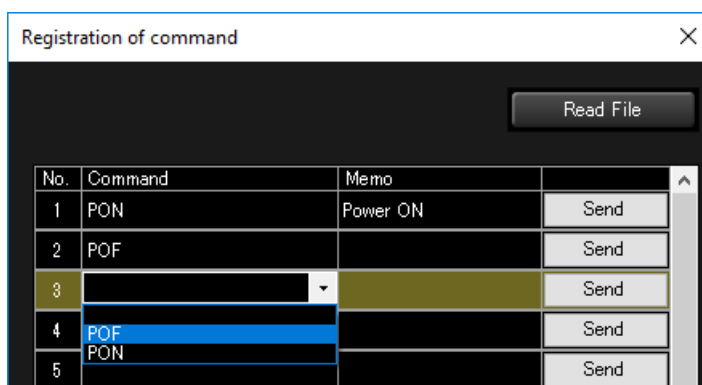 Registration of command
Read File
No. Command Memo
1 PON Power ON Send
2 POF Send
3 Send
4 POF Send
PON
5 Send